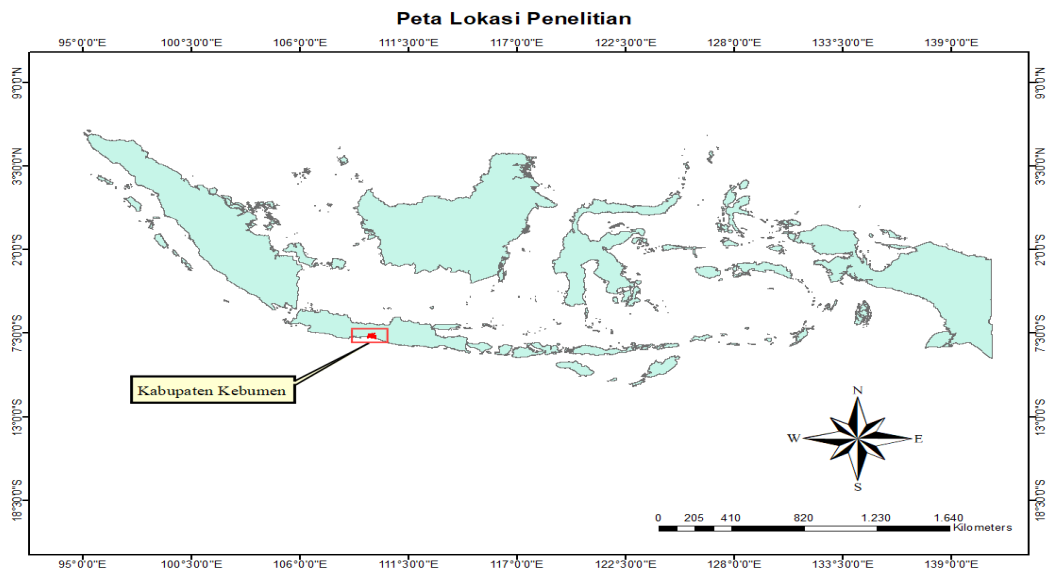 Peta Lokasi Penelitian
95°0'0"E 100°30'0"E 106°0'0"E 111°30'0"E 117°0'0"E 122°30'0"E 128°0'0"E 133°30'0"E 139°0'0"E
9°0'0"N 9°0'0"N
3°30'0"N 3°30'0"N
2°0'0"S 2°0'0"S
7°30'0"S 7°30'0"S
Kabupaten Kebumen
13°0'0"S 13°0'0"S
N
W E
S
18°30'0"S 18°30'0"S
0 205 410 820 1.230 1.640
Kilometers
95°0'0"E 100°30'0"E 106°0'0"E 111°30'0"E 117°0'0"E 122°30'0"E 128°0'0"E 133°30'0"E 139°0'0"E